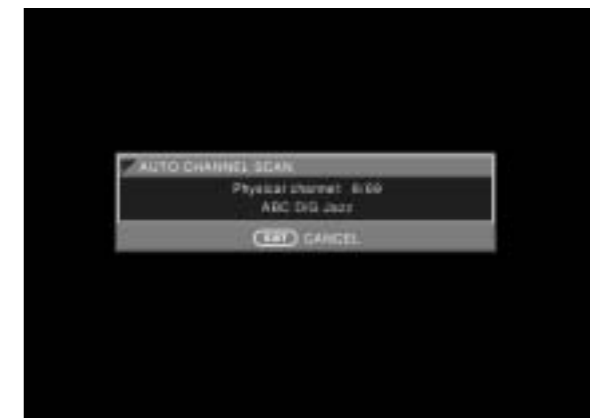 AUTO CHANNEL SCAN
Physical channel
ABC DiG Jazz
EXIT CANCEL